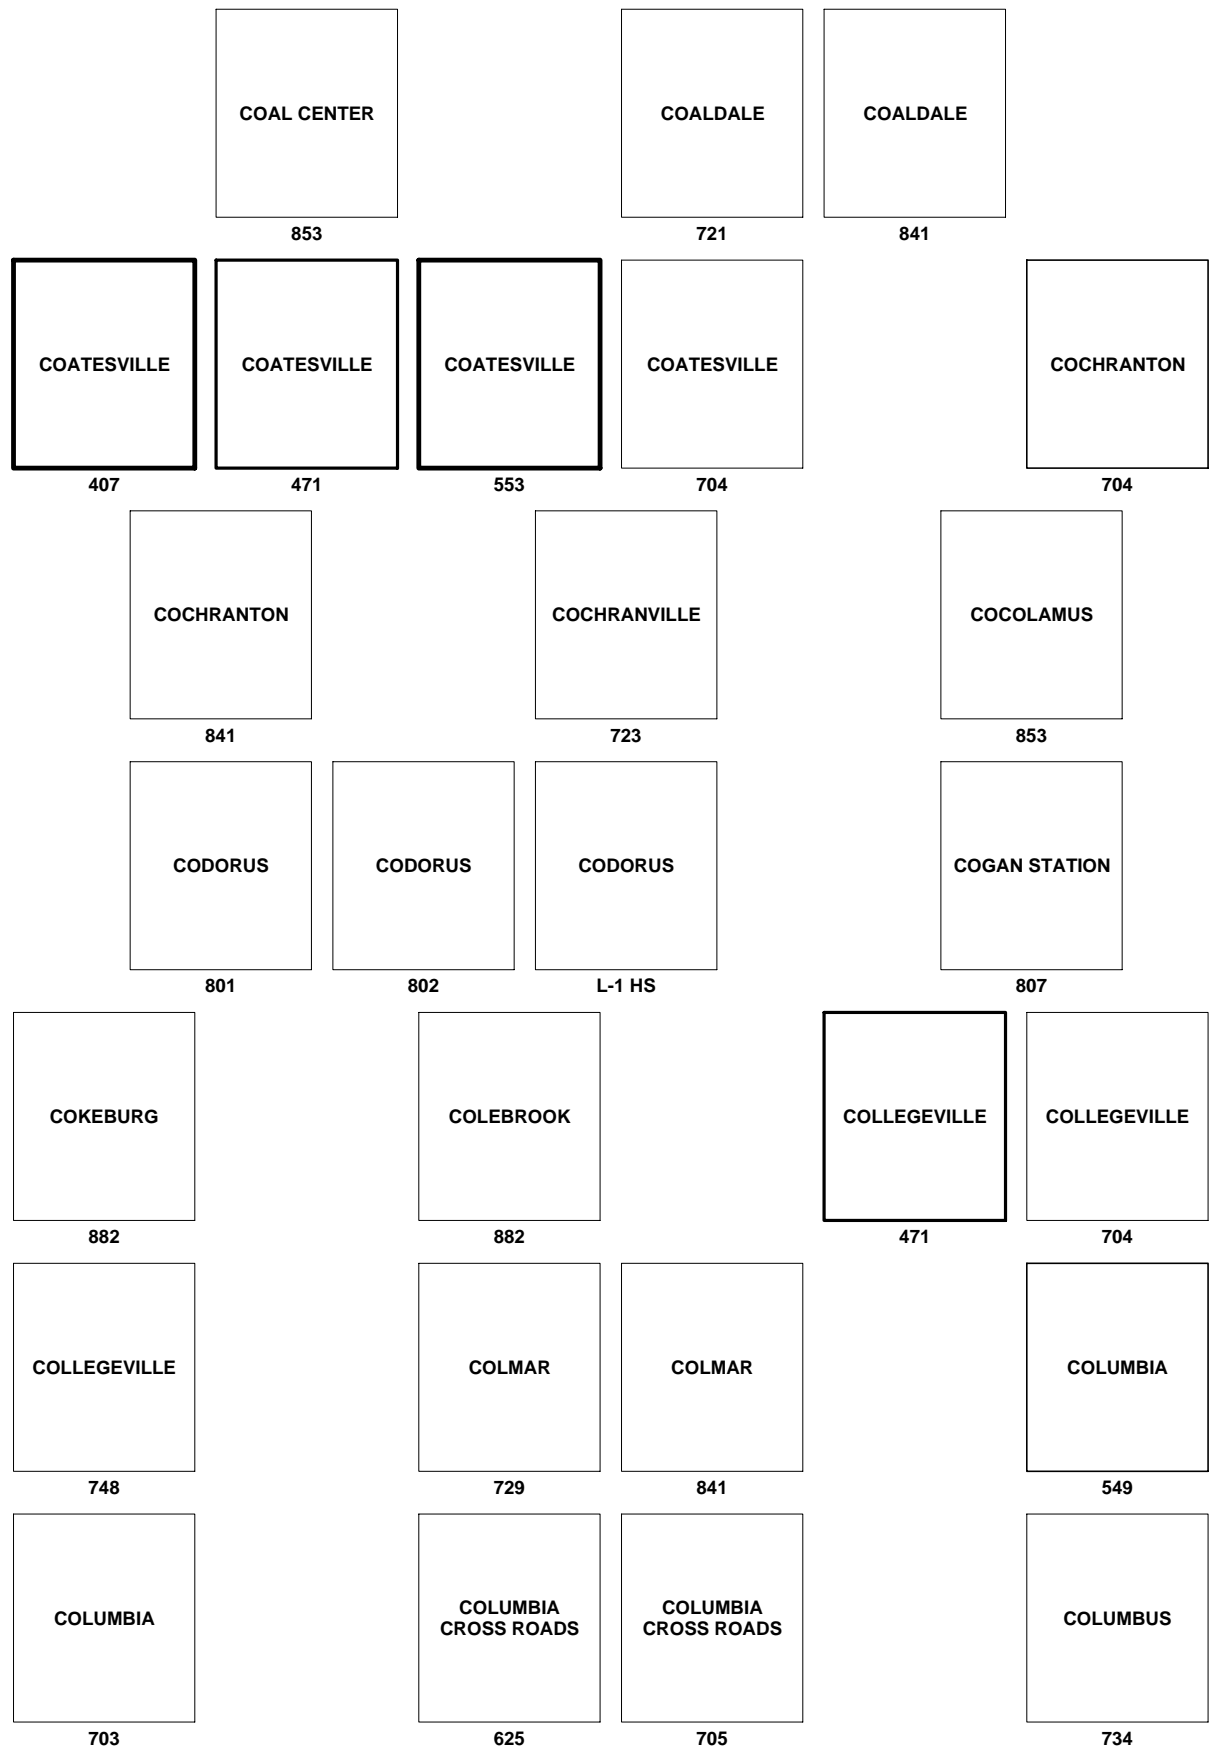 COAL CENTER
COALDALE
COALDALE
853
721
841
COATESVILLE
COATESVILLE
COATESVILLE
COATESVILLE
COCHRANTON
407
471
553
704
704
COCHRANTON
COCHRANVILLE
COCOLAMUS
841
723
853
CODORUS
CODORUS
CODORUS
COGAN STATION
801
802
L-1 HS
807
COKEBURG
COLEBROOK
COLLEGEVILLE
COLLEGEVILLE
882
882
471
704
COLLEGEVILLE
COLMAR
COLMAR
COLUMBIA
748
729
841
549
COLUMBIA
COLUMBIA
CROSS ROADS
COLUMBIA
CROSS ROADS
COLUMBUS
703
625
705
734